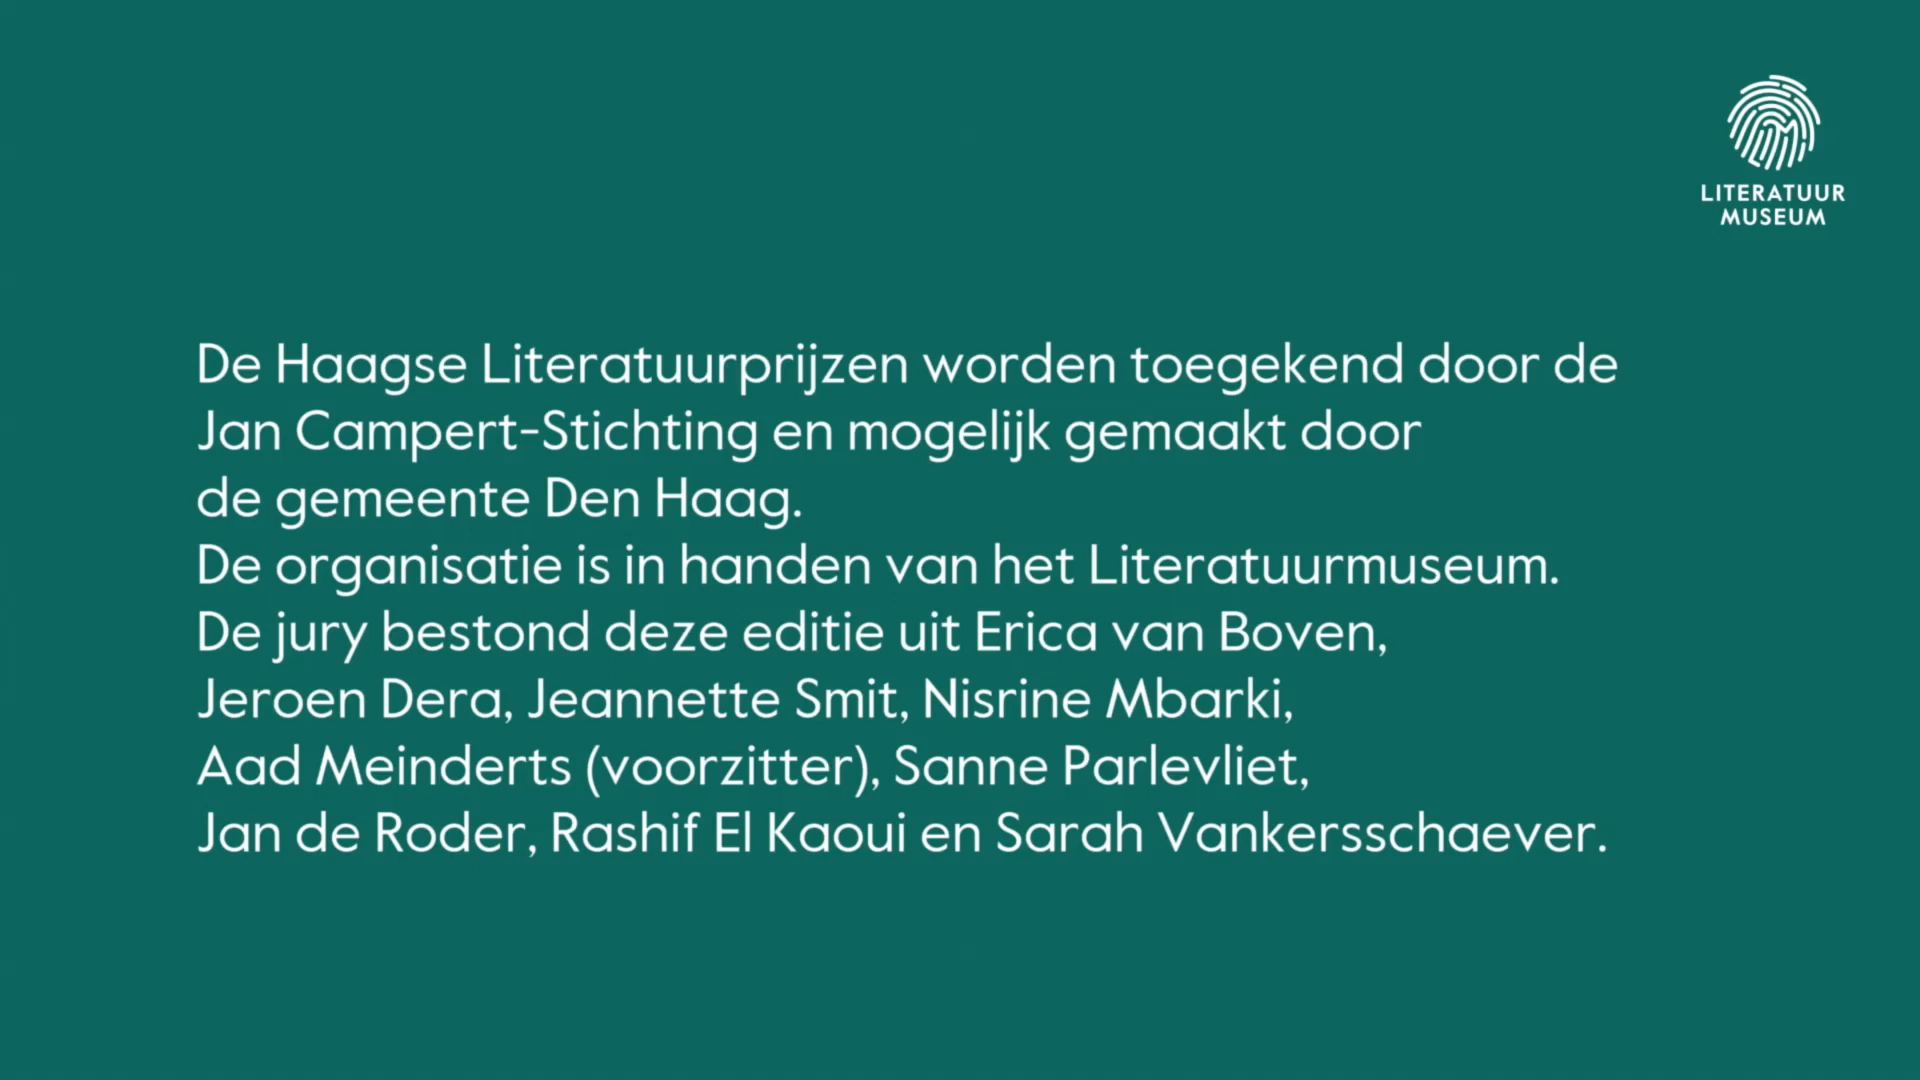 LITERATUUR
MUSEUM
De Haagse Literatuurprijzen worden toegekend door de
Jan Campert-Stichting en mogelijk gemaakt door
de gemeente Den Haag.
De organisatie is in handen van het Literatuurmuseum.
De jury bestond deze editie uit Erica van Boven,
Jeroen Dera, Jeannette Smit, Nisrine Mbarki,
Aad Meinderts (voorzitter), Sanne Parlevliet,
Jan de Roder, Rashif El Kaoui en Sarah Vankersschaever.